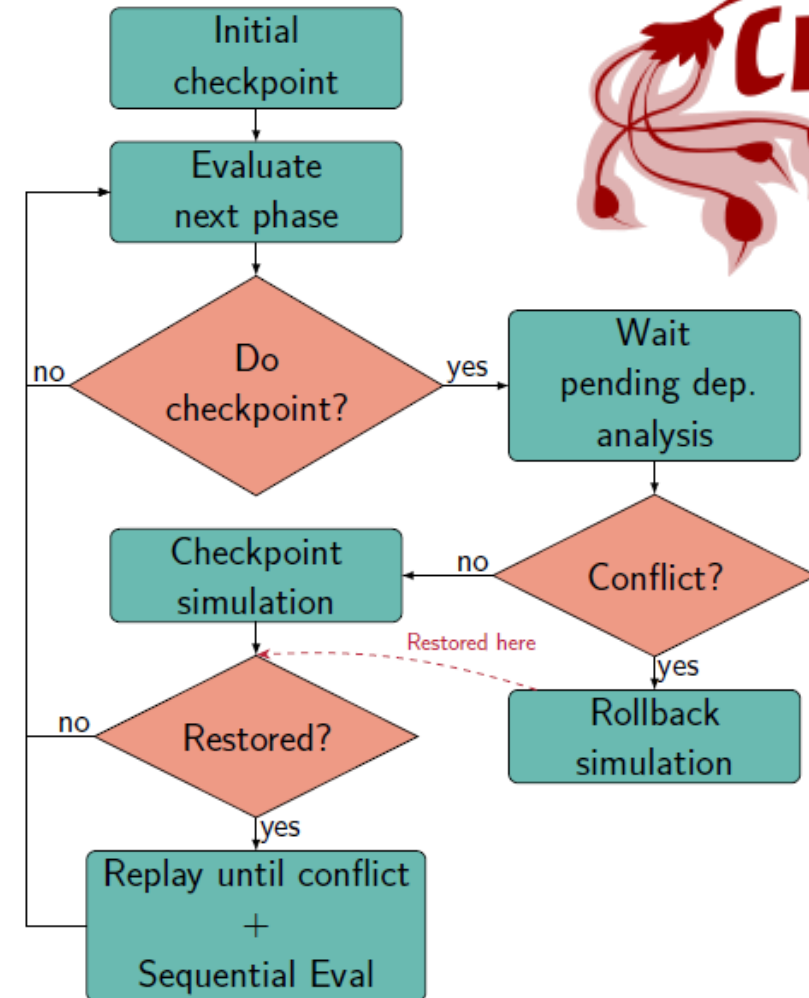 Initial
checkpoint
Evaluate
next phase
Do
checkpoint?
no
yes
Wait
pending dep.
analysis
Conflict?
no
yes
Checkpoint
simulation
Restored here
Rollback
simulation
Restored?
no
yes
Replay until conflict
+
Sequential Eval